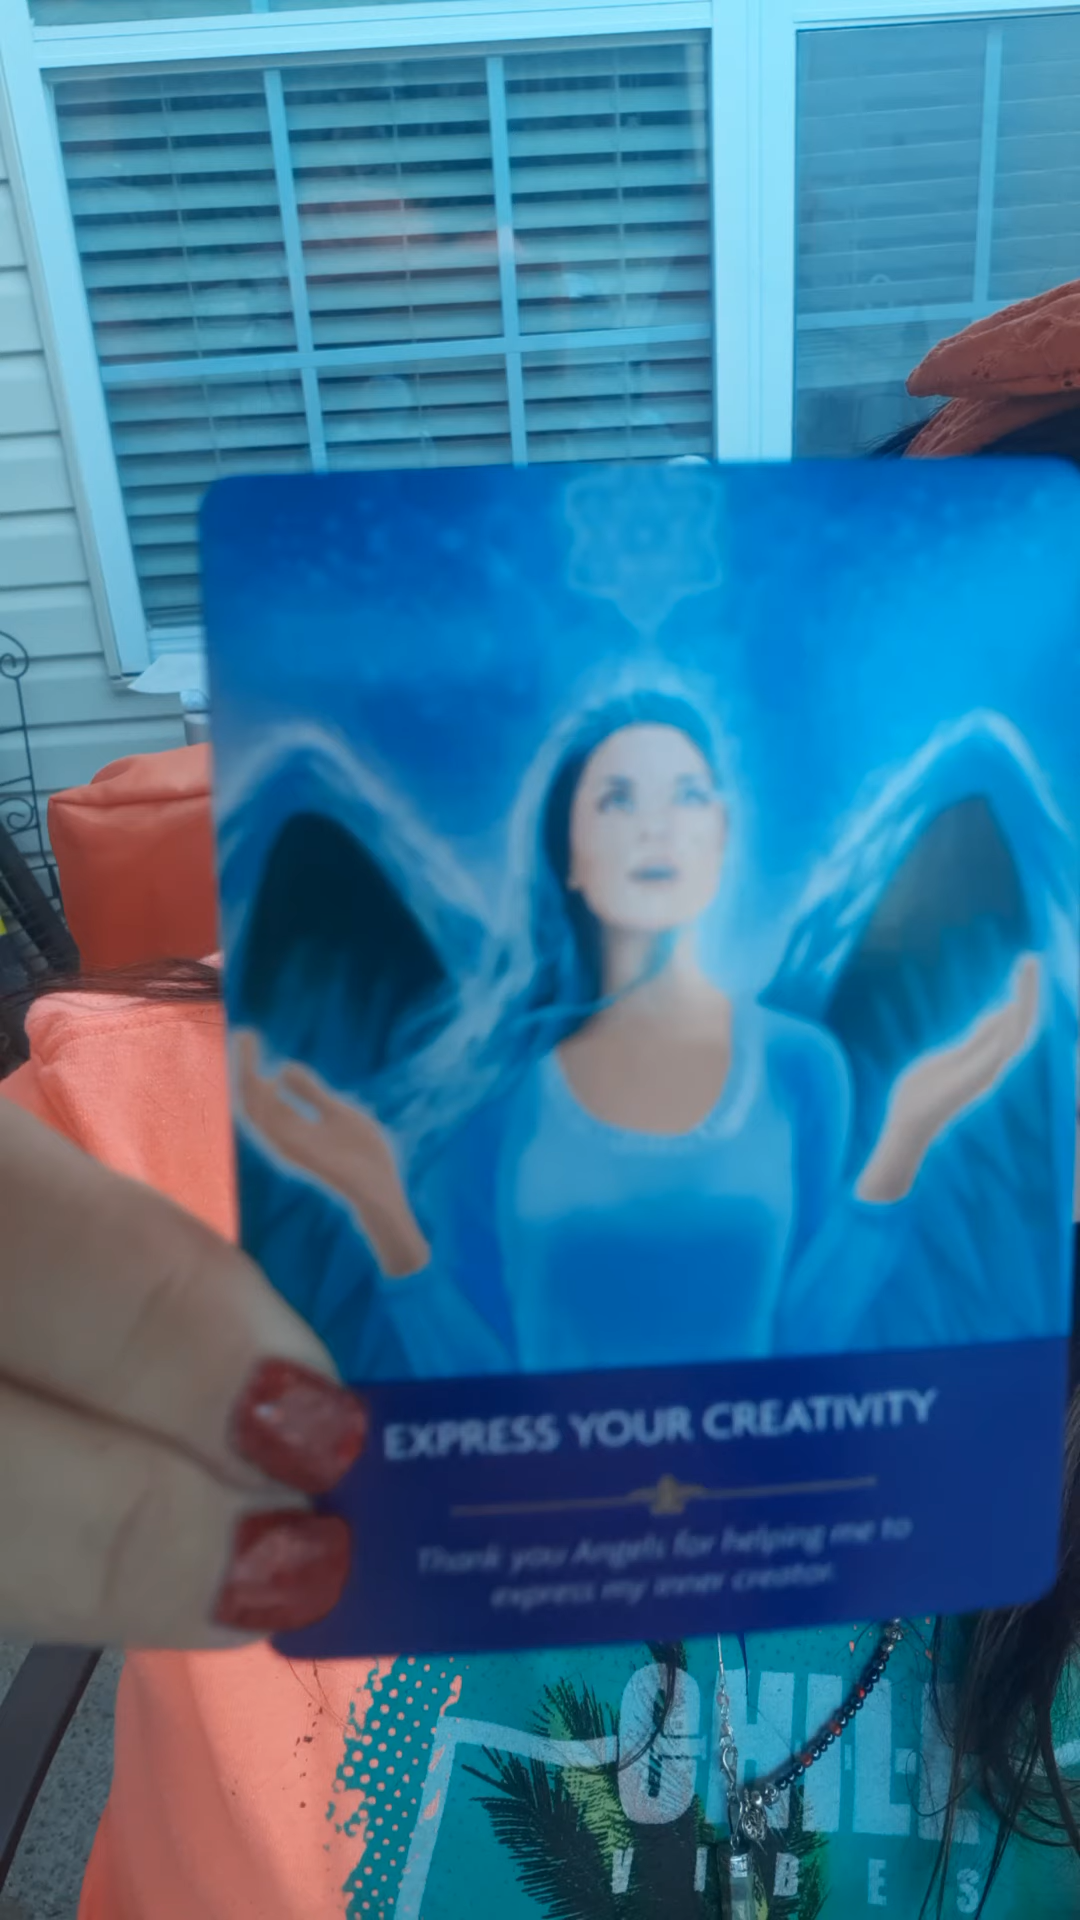 EXPRESS YOUR CREATIVITY
Thank you Angels for helping me to
express my inner creator.
CHILL
VIBES